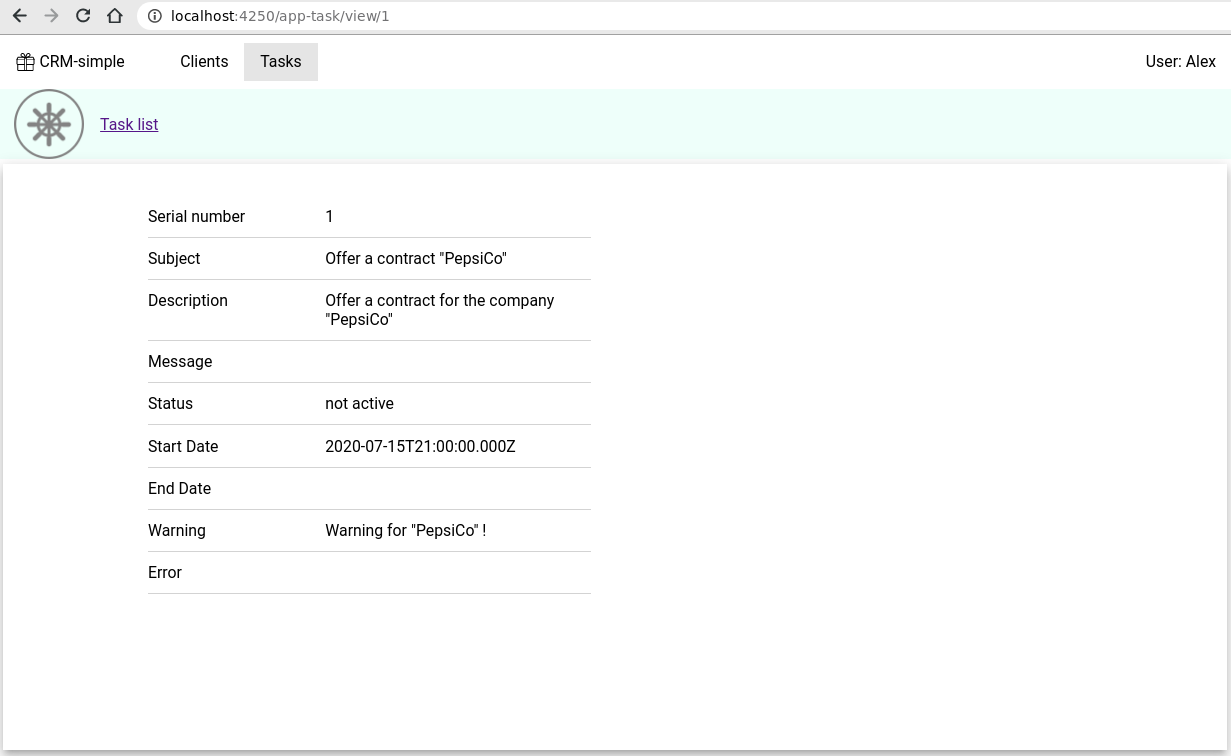 localhost:4250/app-task/view/1
CRM-simple Clients Tasks User: Alex
Task list
Serial number 1
Subject Offer a contract "PepsiCo"
Description Offer a contract for the company
"PepsiCo"
Message
Status not active
Start Date 2020-07-15T21:00:00.000Z
End Date
Warning Warning for "PepsiCo" !
Error